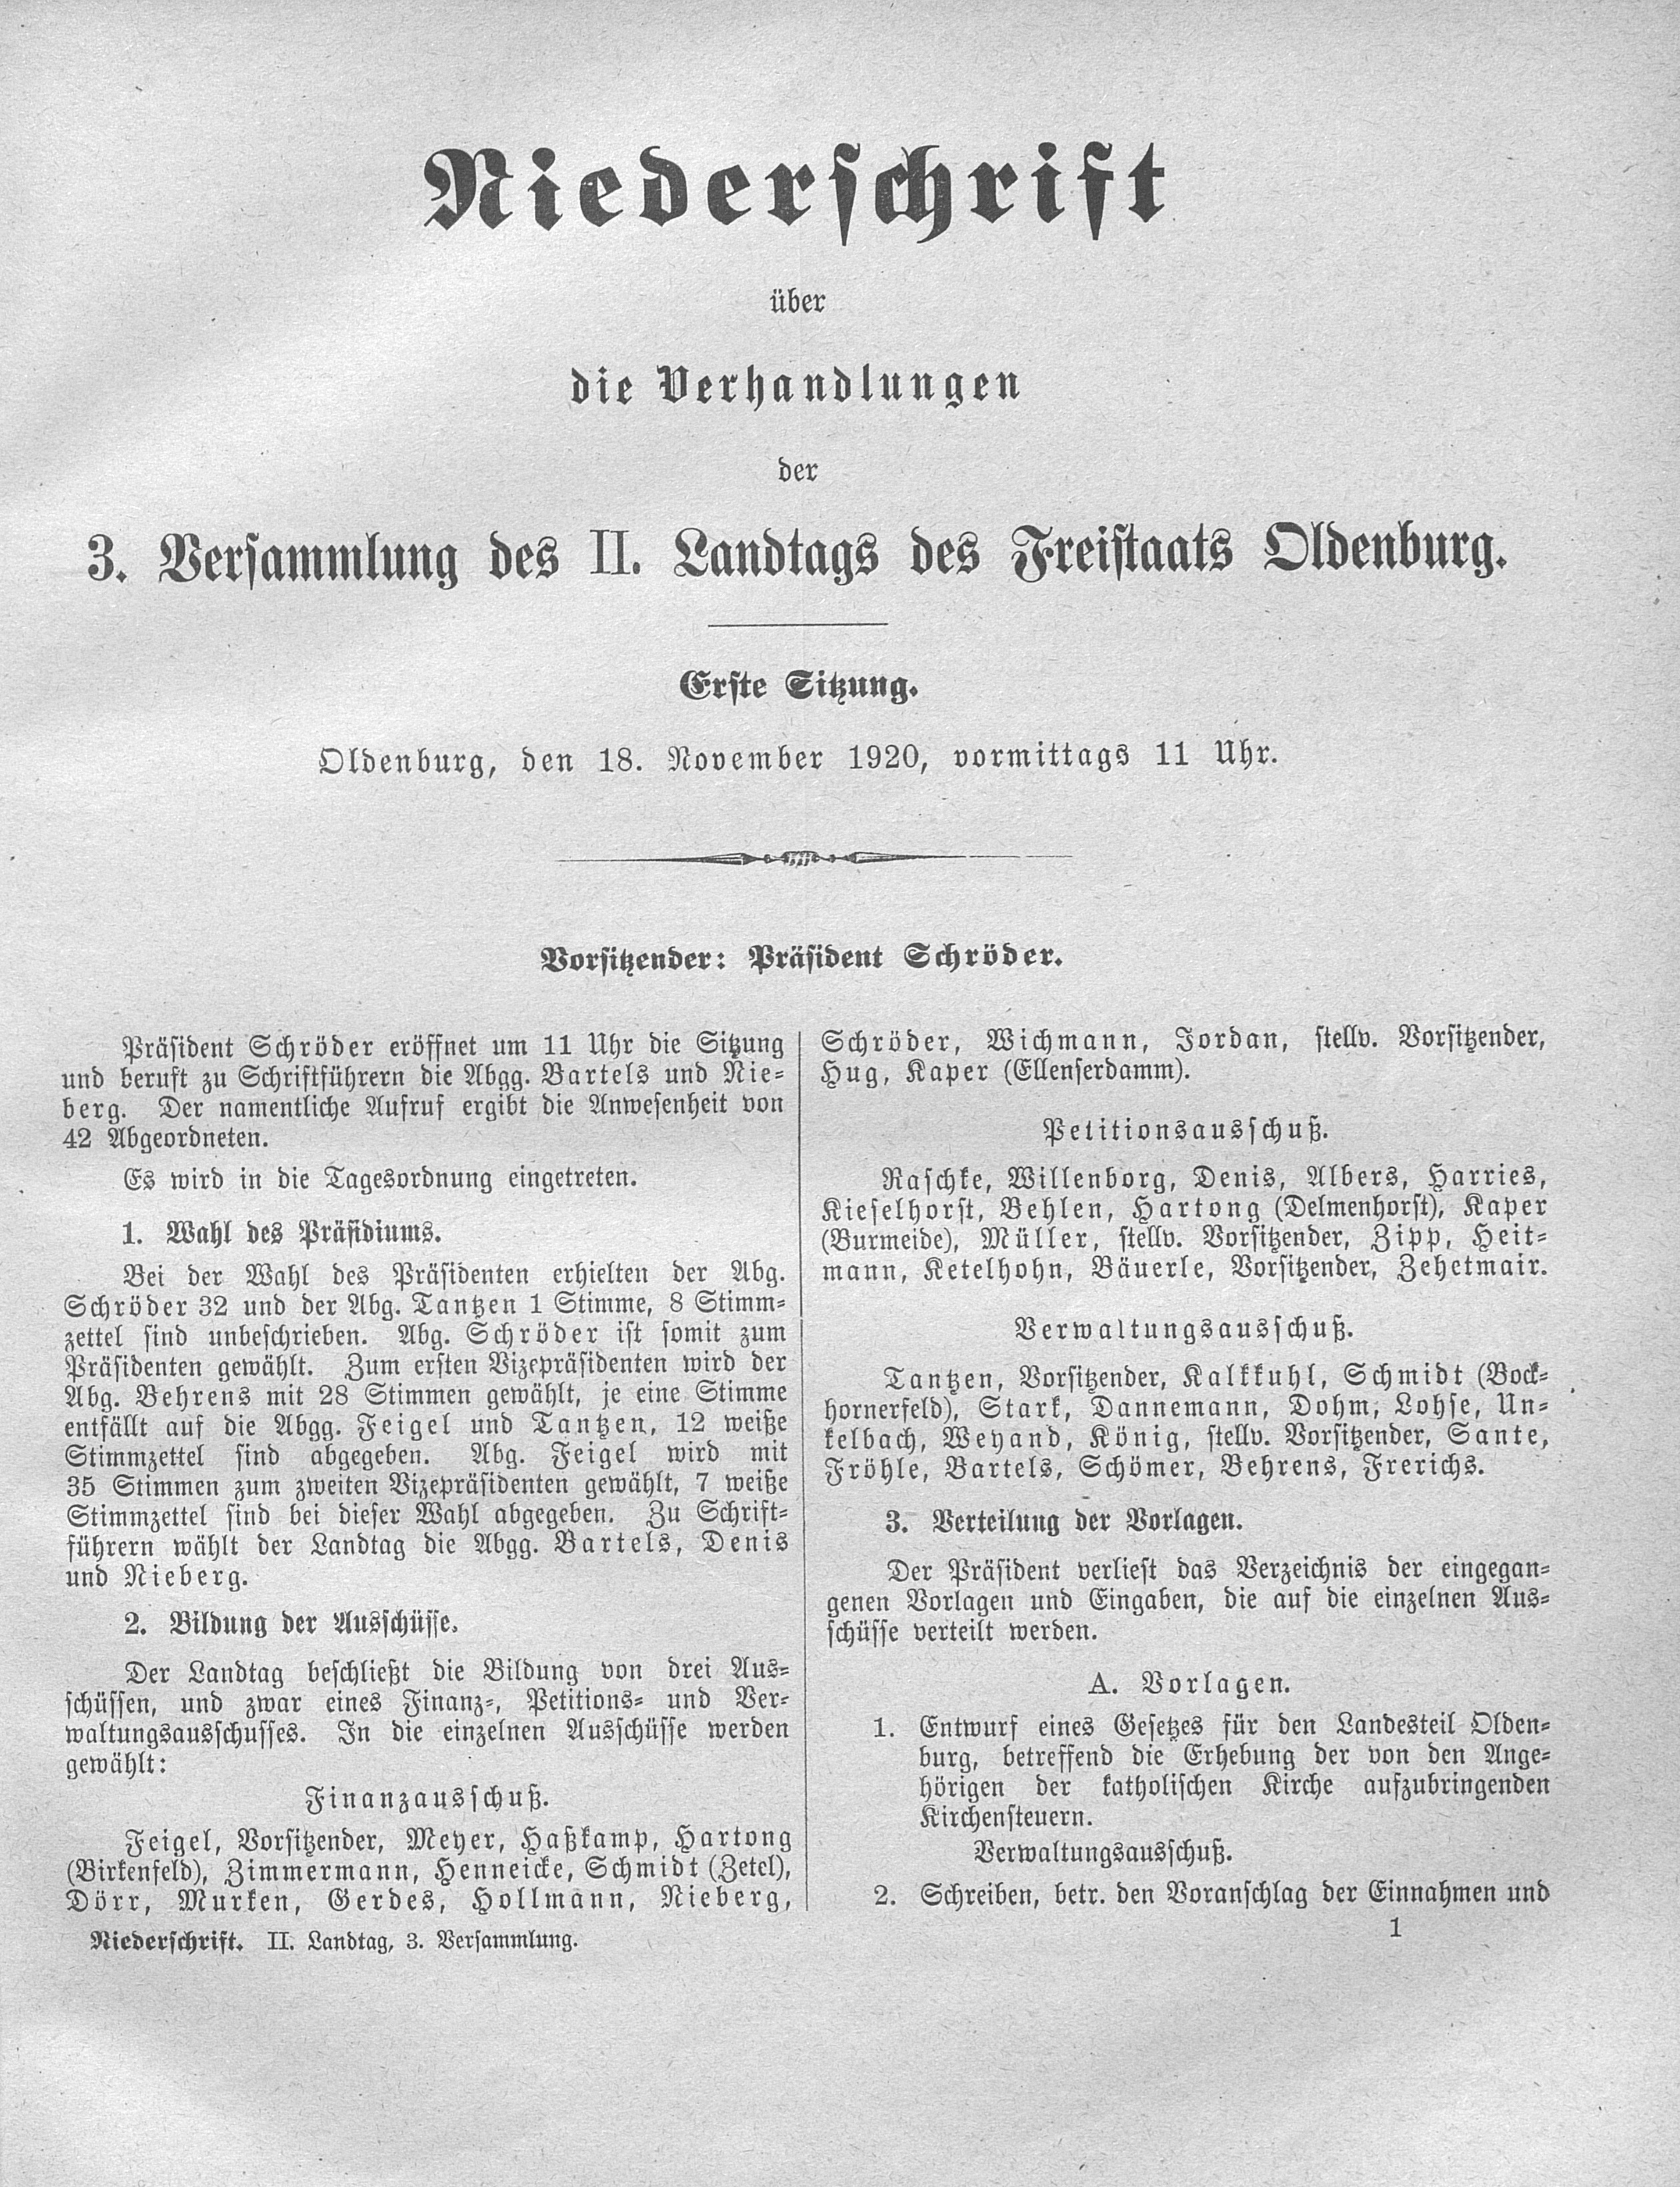 Niederschrift
über
die Verhandlungen
der
3. Versammlung des II. Landtags des Freistaats Oldenburg.
Erste Sitzung.
Oldenburg, den 18. November 1920, vormittags 11 Uhr.
Vorsitzender: Präsident Schröder.
Präsident Schröder eröffnet um 11 Uhr die Sitzung
und beruft zu Schriftführern die Abgg. Bartels und Nie-
berg. Der namentliche Aufruf ergibt die Anwesenheit von
42 Abgeordneten.
Es wird in die Tagesordnung eingetreten.
1. Wahl des Präsidiums.
Bei der Wahl des Präsidenten erhielten der Abg.
Schröder 32 und der Abg. Tantzen 1 Stimme, 8 Stimm-
zettel sind unbeschrieben. Abg. Schröder ist somit zum
Präsidenten gewählt. Zum ersten Vizepräsidenten wird der
Abg. Behrens mit 28 Stimmen gewählt, je eine Stimme
entfällt auf die Abgg. Feigel und Tantzen, 12 weiße
Stimmzettel sind abgegeben. Abg. Feigel wird mit
35 Stimmen zum zweiten Vizepräsidenten gewählt, 7 weiße
Stimmzettel sind bei dieser Wahl abgegeben. Zu Schrift-
führern wählt der Landtag die Abgg. Bartels, Denis
und Nieberg.
2. Bildung der Ausschüsse.
Der Landtag beschließt die Bildung von drei Aus-
schüssen, und zwar eines Finanz-, Petitions- und Ver-
waltungsausschusses. In die einzelnen Ausschüsse werden
gewählt:
Finanzausschuß.
Feigel, Vorsitzender, Meyer, Haßkamp, Hartong
(Birkenfeld), Zimmermann, Henneicke, Schmidt (Zetel),
Dörr, Murken, Gerdes, Hollmann, Nieberg,
Niederschrift. II. Landtag, 3. Versammlung.
Schröder, Wichmann, Jordan, stellv. Vorsitzender,
Hug, Kaper (Ellenserdamm).
Petitionsausschuß.
Raschke, Willenborg, Denis, Albers, Harries,
Kieselhorst, Behlen, Hartong (Delmenhorst), Kaper
(Burmeide), Müller, stellv. Vorsitzender, Zipp, Heit-
mann, Ketelhohn, Bäuerle, Vorsitzender, Zehetmair.
Verwaltungsausschuß.
Tantzen, Vorsitzender, Kalkkuhl, Schmidt (Bock-
hornerfeld), Stark, Dannemann, Dohm, Lohse, Un-
kelbach, Weyand, König, stellv. Vorsitzender, Sante,
Fröhle, Bartels, Schömer, Behrens, Frerichs.
3. Verteilung der Vorlagen.
Der Präsident verliest das Verzeichnis der eingegan-
genen Vorlagen und Eingaben, die auf die einzelnen Aus-
schüsse verteilt werden.
A. Vorlagen.
1. Entwurf eines Gesetzes für den Landesteil Olden-
burg, betreffend die Erhebung der von den Ange-
hörigen der katholischen Kirche aufzubringenden
Kirchensteuern.
Verwaltungsausschuß.
2. Schreiben, betr. den Voranschlag der Einnahmen und
1